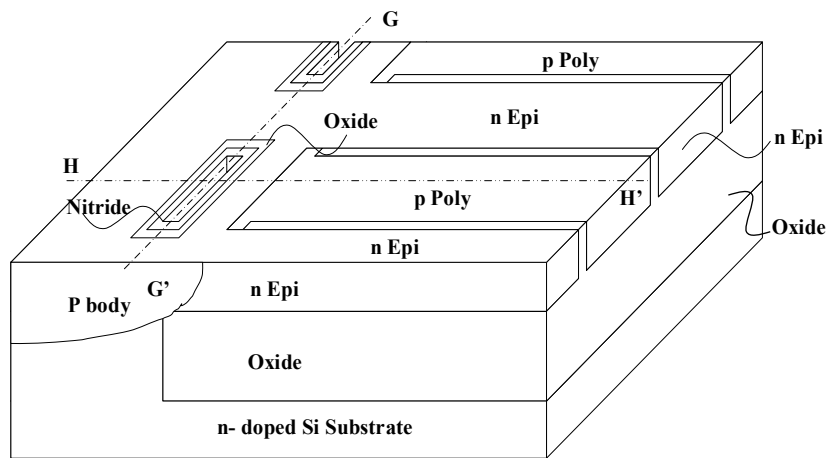 G
p Poly
n Epi
Oxide
n Epi
H
p Poly
H’
Nitride
Oxide
n Epi
G’
n Epi
P body
Oxide
n- doped Si Substrate